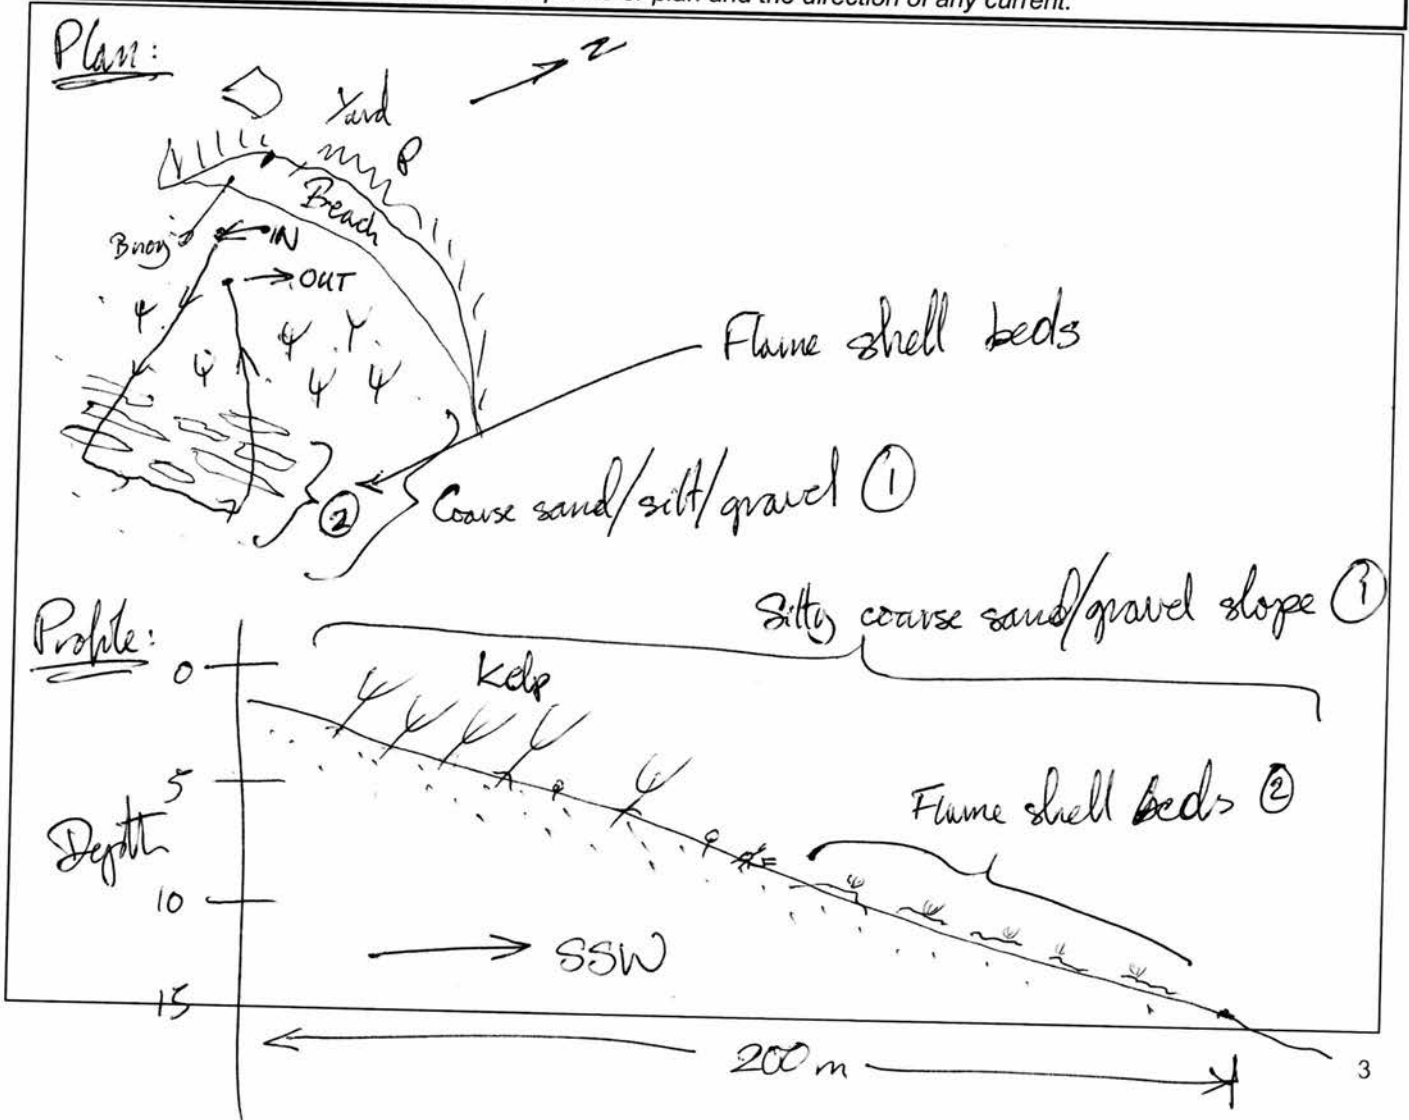 plan and the direction of any current.
Plan:
N
Yard
P
Beach
Buoy
IN
OUT
Flame shell beds
②
Coarse sand/silt/gravel ①
Silty coarse sand/gravel slope ①
Profile:
0
Kelp
5
Flame shell beds ②
Depth
10
SSW
15
200m
3